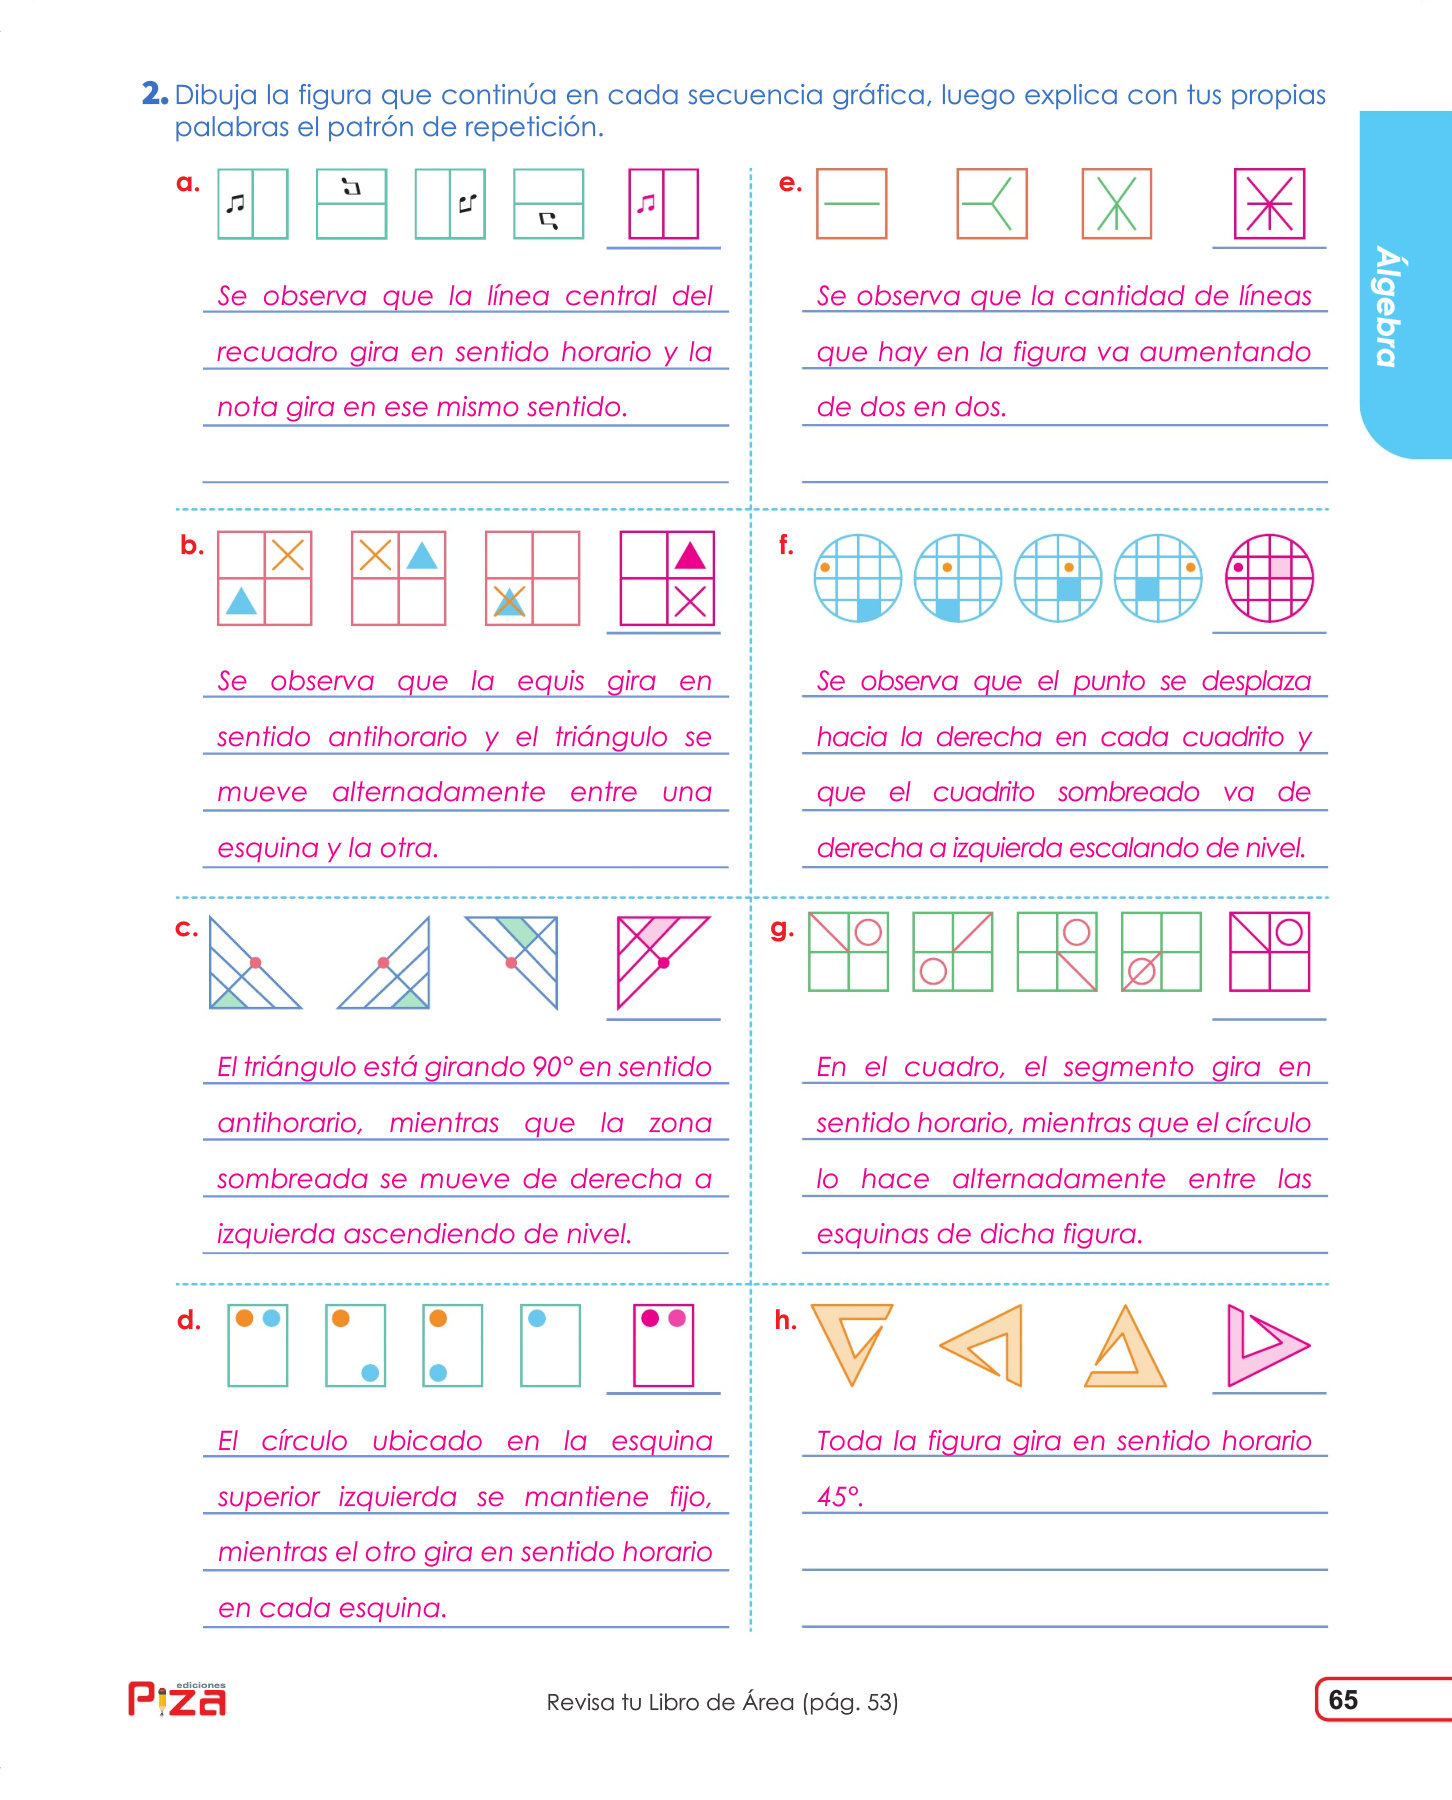 2. Dibuja la figura que continúa en cada secuencia gráfica, luego explica con tus propias
palabras el patrón de repetición.
a.
Se observa que la línea central del
recuadro gira en sentido horario y la
nota gira en ese mismo sentido.
b.
Se observa que la equis gira en
sentido antihorario y el triángulo se
mueve alternadamente entre una
esquina y la otra.
c.
El triángulo está girando 90° en sentido
antihorario, mientras que la zona
sombreada se mueve de derecha a
izquierda ascendiendo de nivel.
d.
El círculo ubicado en la esquina
superior izquierda se mantiene fijo,
mientras el otro gira en sentido horario
en cada esquina.
e.
Se observa que la cantidad de líneas
que hay en la figura va aumentando
de dos en dos.
f.
Se observa que el punto se desplaza
hacia la derecha en cada cuadrito y
que el cuadrito sombreado va de
derecha a izquierda escalando de nivel.
g.
En el cuadro, el segmento gira en
sentido horario, mientras que el círculo
lo hace alternadamente entre las
esquinas de dicha figura.
h.
Toda la figura gira en sentido horario
45°.
Álgebra
ediciones
Piza
Revisa tu Libro de Área (pág. 53)
65